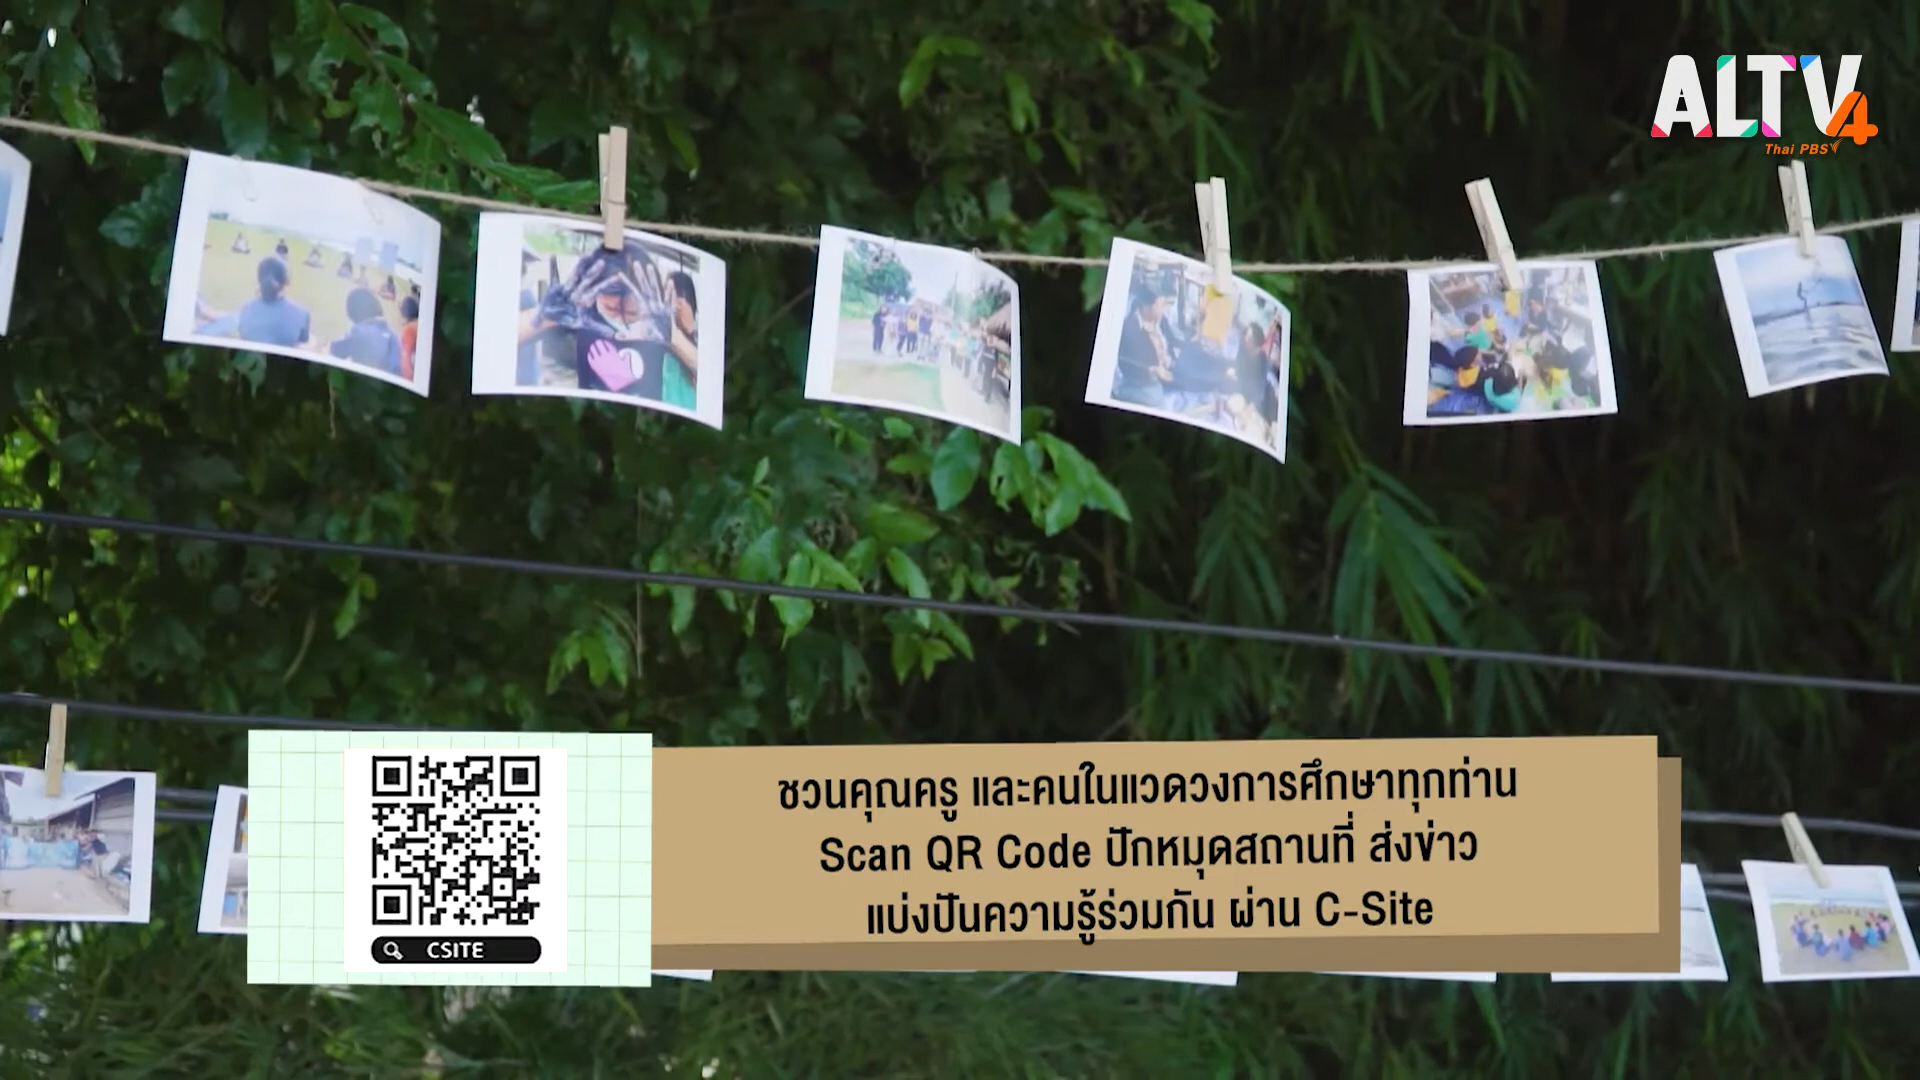 ALTV4
Thai PBS
ชวนคุณครู และคนในแวดวงการศึกษาทุกท่าน
Scan QR Code ปักหมุดสถานที่ ส่งข่าว
แบ่งปันความรู้ร่วมกัน ผ่าน C-Site
CSITE